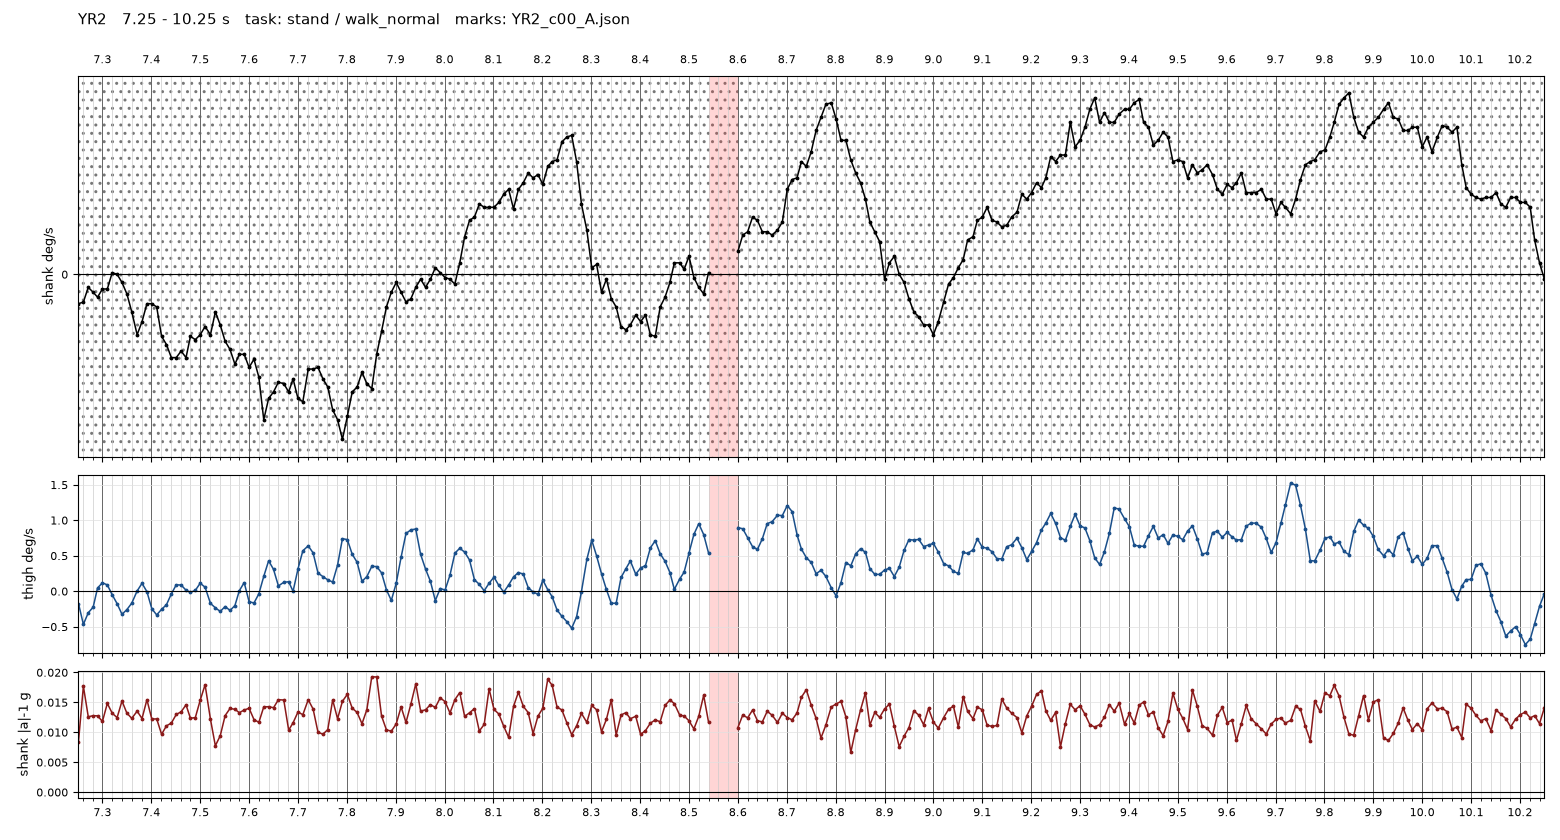 YR2   7.25 - 10.25 s   task: stand / walk_normal   marks: YR2_c00_A.json
7.3 7.4 7.5 7.6 7.7 7.8 7.9 8.0 8.1 8.2 8.3 8.4 8.5 8.6 8.7 8.8 8.9 9.0 9.1 9.2 9.3 9.4 9.5 9.6 9.7 9.8 9.9 10.0 10.1 10.2
shank deg/s
0
thigh deg/s
1.5
1.0
0.5
0.0
−0.5
shank |a|-1 g
0.020
0.015
0.010
0.005
0.000
7.3 7.4 7.5 7.6 7.7 7.8 7.9 8.0 8.1 8.2 8.3 8.4 8.5 8.6 8.7 8.8 8.9 9.0 9.1 9.2 9.3 9.4 9.5 9.6 9.7 9.8 9.9 10.0 10.1 10.2